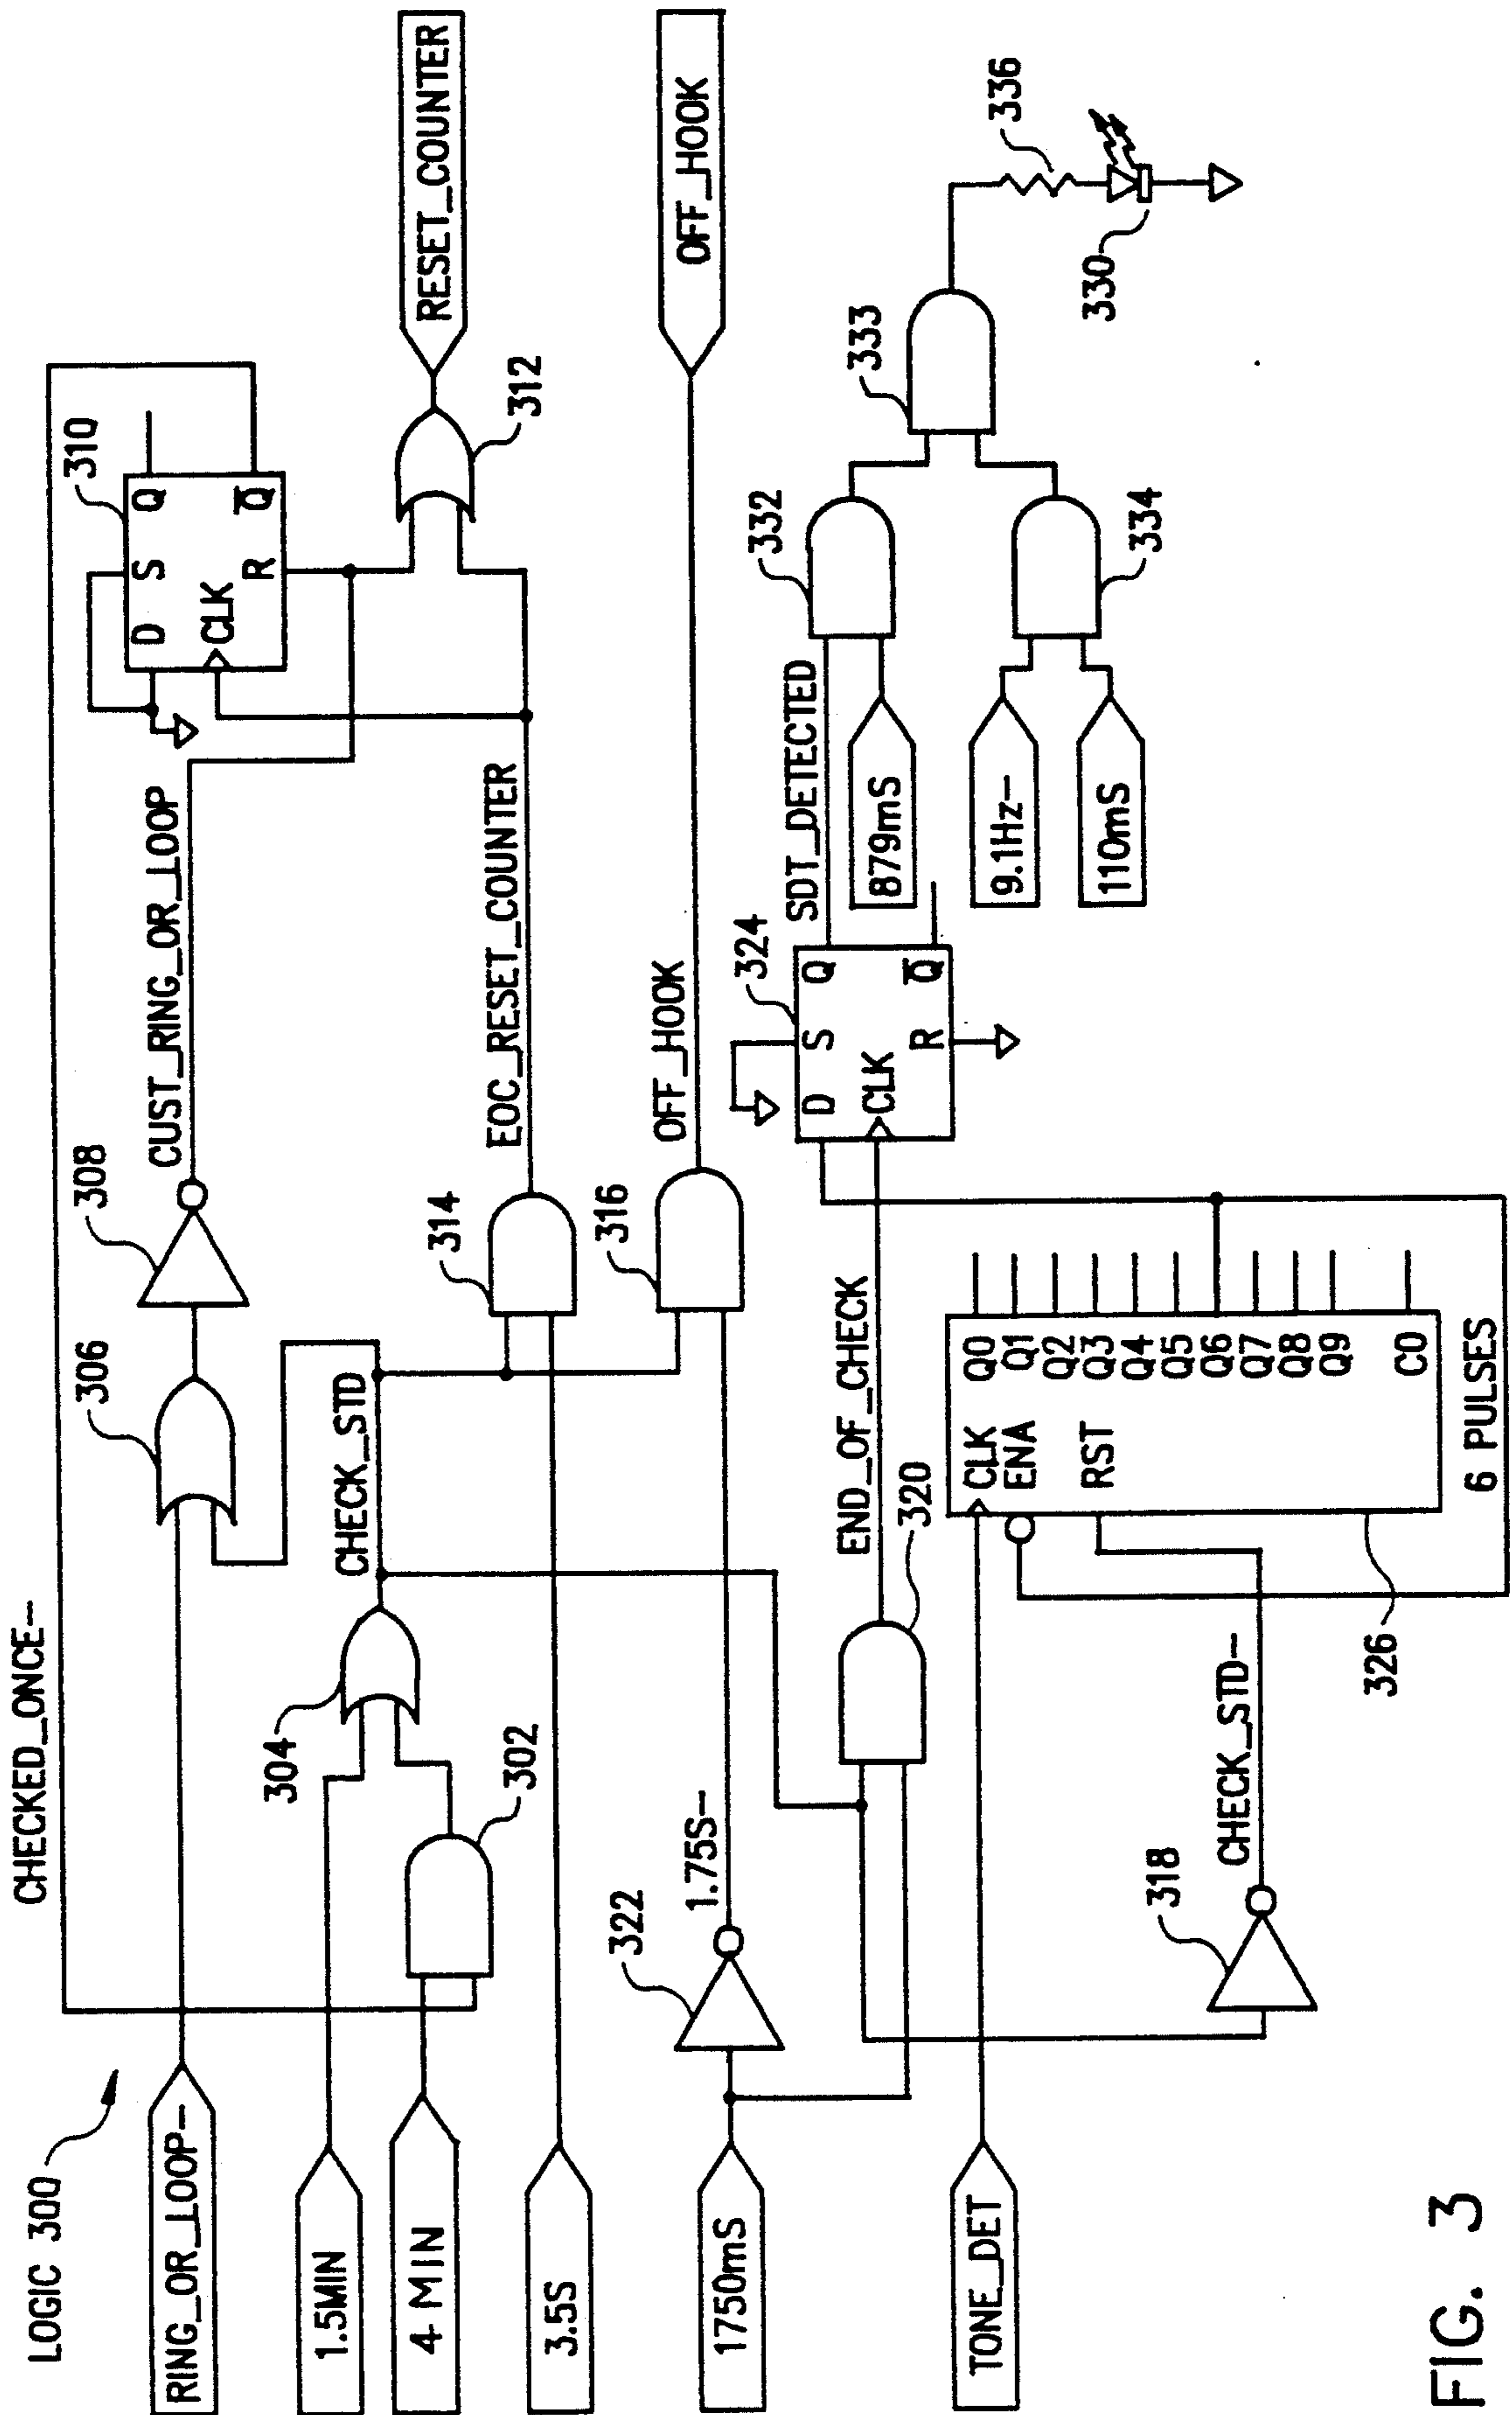 LOGIC 300
CHECKED_ONCE-
RING_OR_LOOP-
306
308
CUST_RING_OR_LOOP
310
D
S
Q
CLK
R
Q
RESET_COUNTER
312
1.5MIN
4 MIN
304
302
CHECK_STD
314
EOC_RESET_COUNTER
3.5S
316
OFF_HOOK
OFF_HOOK
1750mS
322
1.75S-
END_OF_CHECK
320
324
D
S
Q
CLK
R
Q
SDT_DETECTED
332
879mS
333
9.1Hz-
110mS
334
336
330
TONE_DET
318
CHECK_STD-
326
CLK
ENA
RST
Q0
Q1
Q2
Q3
Q4
Q5
Q6
Q7
Q8
Q9
CO
6 PULSES
FIG. 3